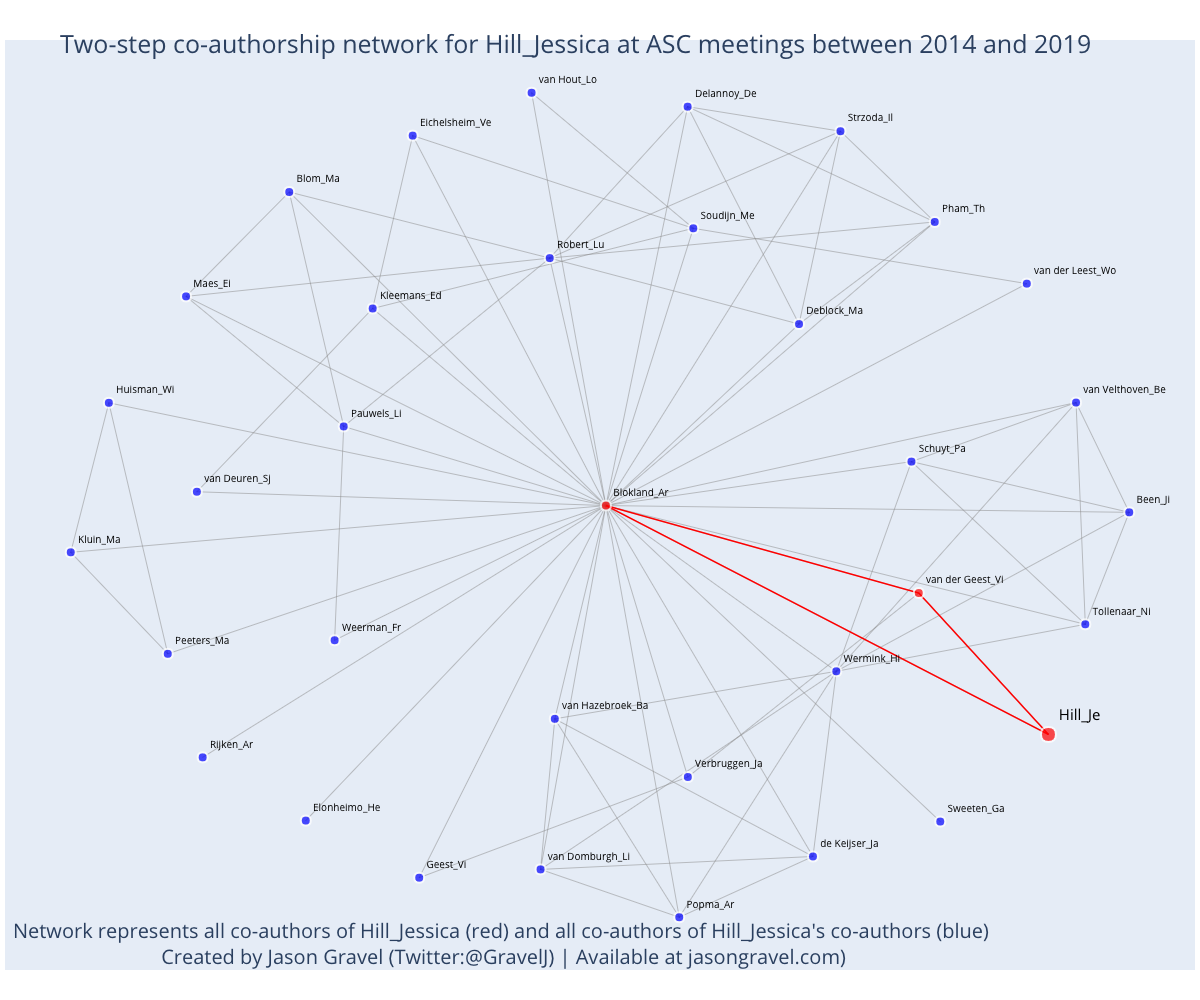 Two-step co-authorship network for Hill_Jessica at ASC meetings between 2014 and 2019
van Hout_Lo
Delannoy_De
Eichelsheim_Ve
Strzoda_Il
Blom_Ma
Pham_Th
Soudijn_Me
Robert_Lu
van der Leest_Wo
Maes_Ei
Kleemans_Ed
Deblock_Ma
Huisman_Wi
van Velthoven_Be
Pauwels_Li
Schuyt_Pa
van Deuren_Sj
Blokland_Ar
Been_Ji
Kluin_Ma
van der Geest_Vi
Tollenaar_Ni
Weerman_Fr
Peeters_Ma
Wermink_Hi
van Hazebroek_Ba
Hill_Je
Rijken_Ar
Verbruggen_Ja
Elonheimo_He
Sweeten_Ga
de Keijser_Ja
van Domburgh_Li
Geest_Vi
Popma_Ar
Network represents all co-authors of Hill_Jessica (red) and all co-authors of Hill_Jessica's co-authors (blue)
Created by Jason Gravel (Twitter:@GravelJ) | Available at jasongravel.com)